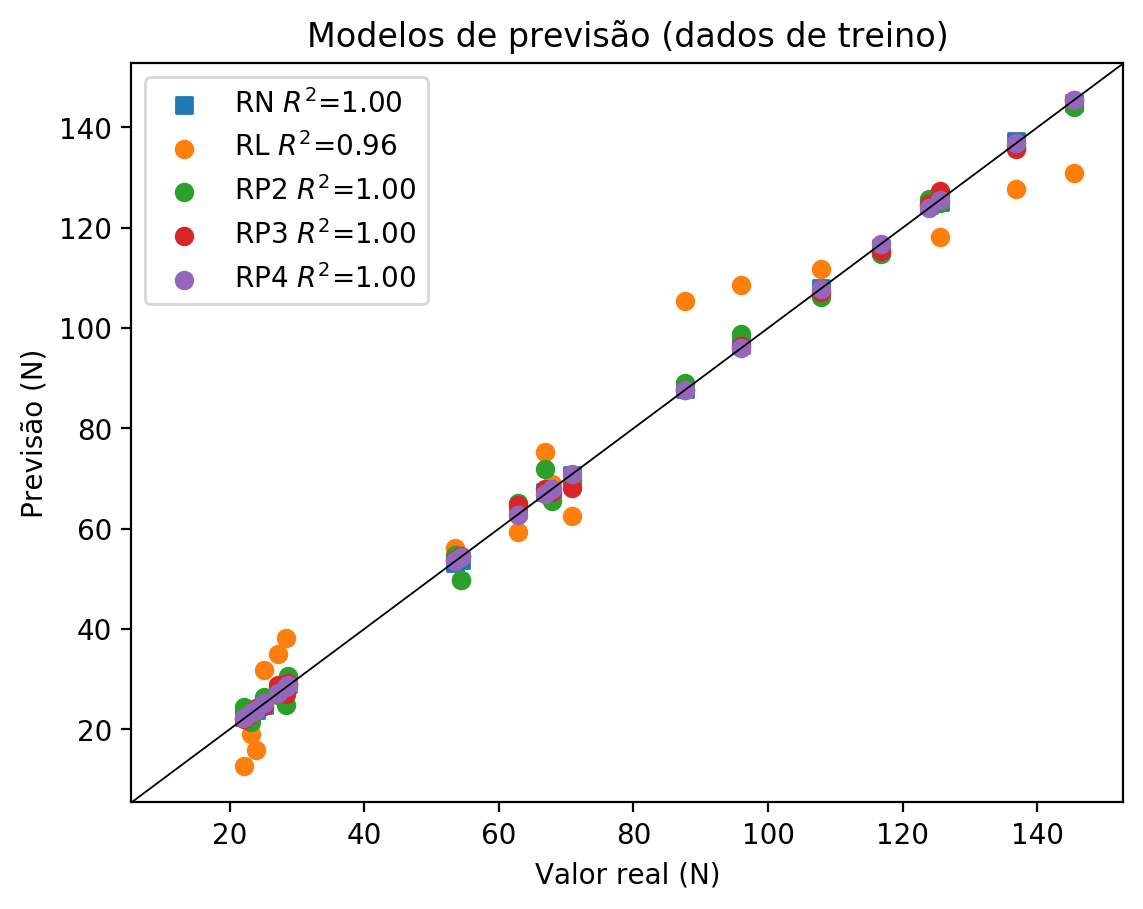 Modelos de previsão (dados de treino)
RN R²=1.00
RL R²=0.96
RP2 R²=1.00
RP3 R²=1.00
RP4 R²=1.00
140
120
100
80
60
40
20
Previsão (N)
20 40 60 80 100 120 140
Valor real (N)